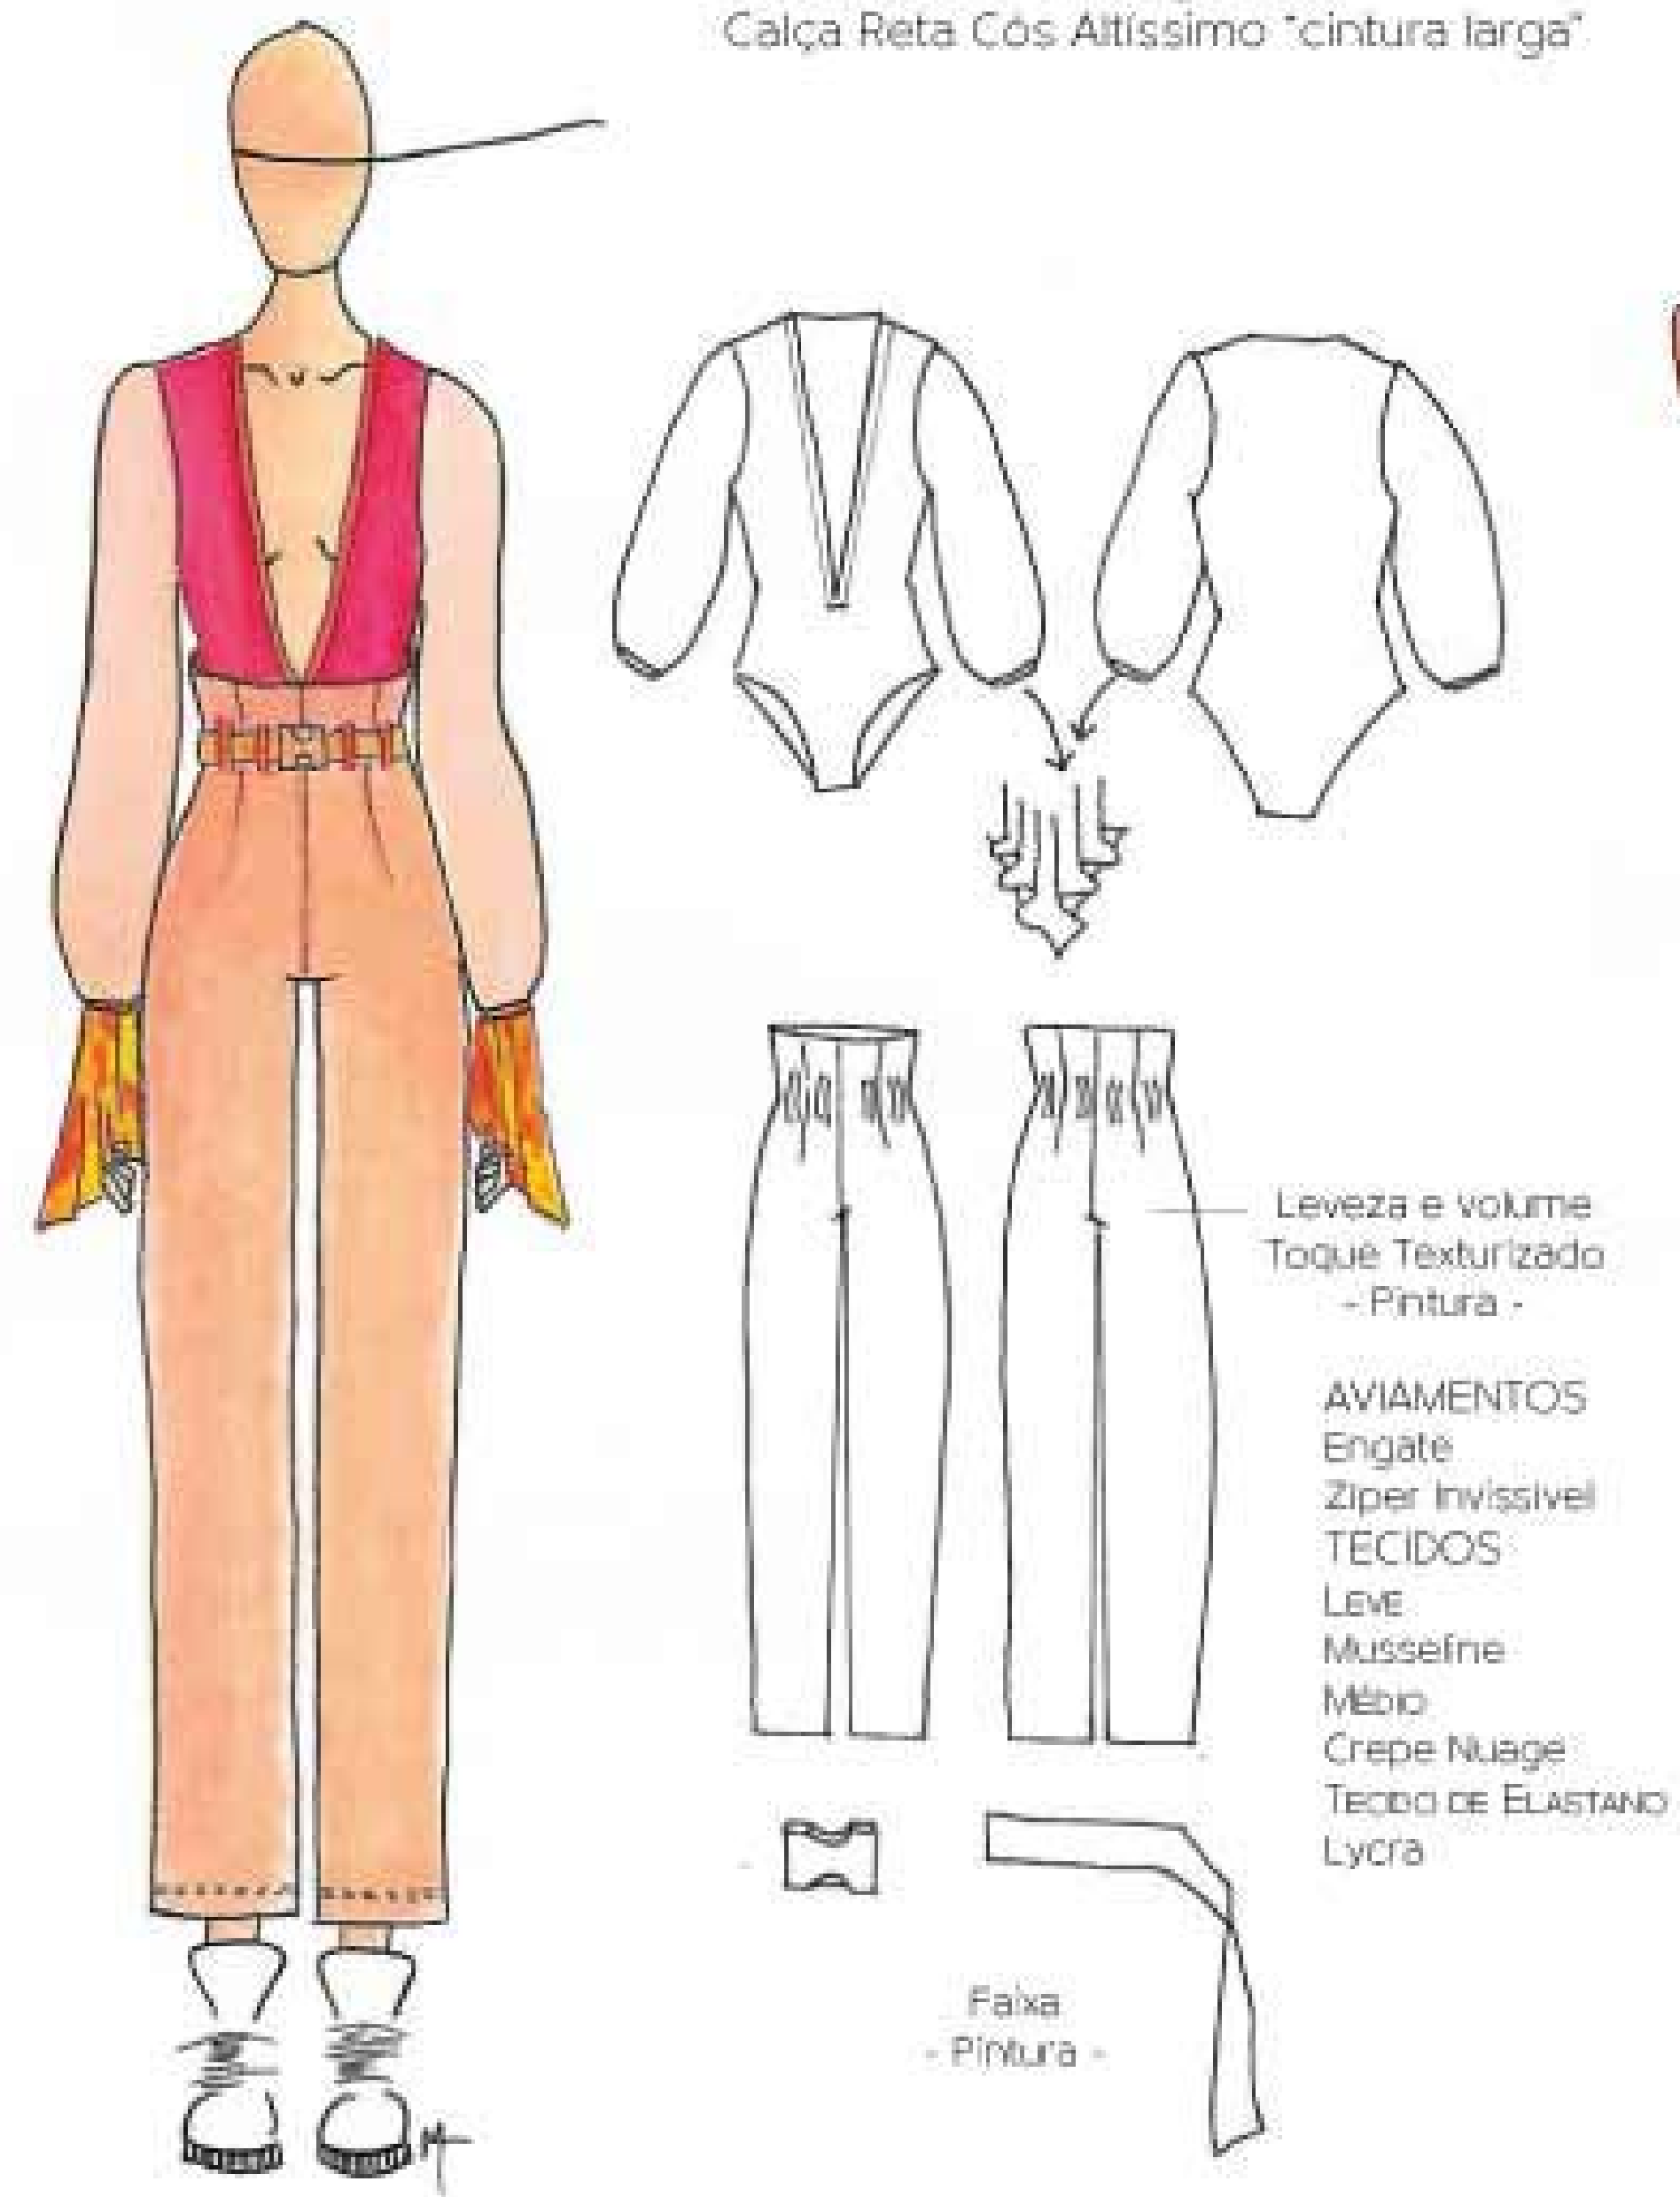 Calça Reta Cós Altíssimo "cintura larga"
Leveza e volume
Toque Texturizado
- Pintura -
AVIAMENTOS
Engate
Ziper Invissivel
TECIDOS
LEVE
Mussefine
MÉDIO
Crepe Nuage
TECIDO DE ELASTANO
Lycra
Faixa
- Pintura -